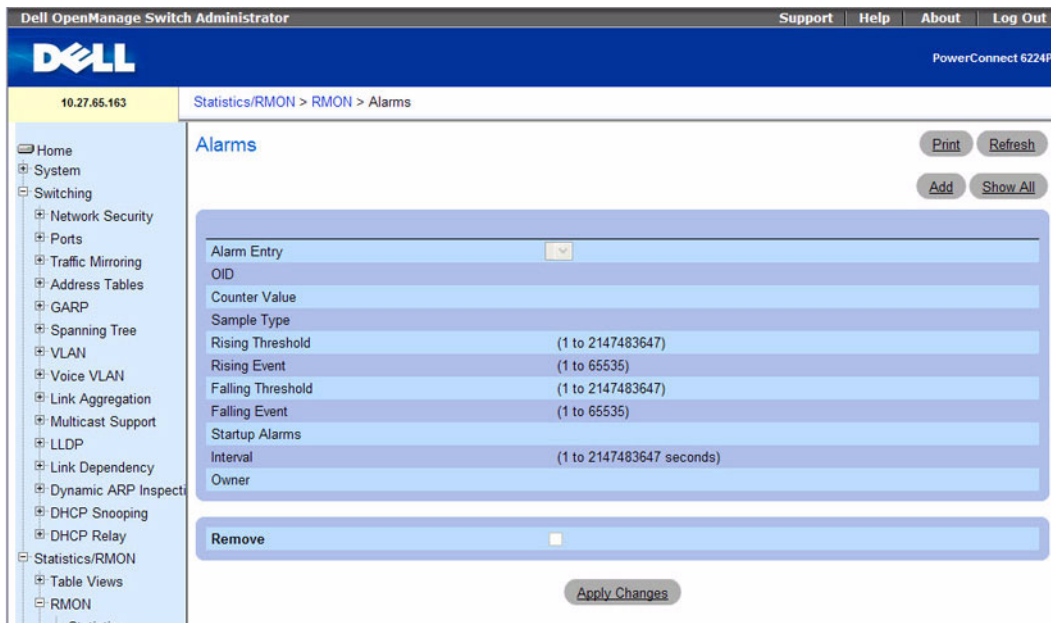 Dell OpenManage Switch Administrator
Support Help About Log Out
DELL
PowerConnect 6224P
10.27.65.163
Statistics/RMON > RMON > Alarms
Home
System
Switching
Network Security
Ports
Traffic Mirroring
Address Tables
GARP
Spanning Tree
VLAN
Voice VLAN
Link Aggregation
Multicast Support
LLDP
Link Dependency
Dynamic ARP Inspecti
DHCP Snooping
DHCP Relay
Statistics/RMON
Table Views
RMON
Alarms
Print Refresh
Add Show All
Alarm Entry
OID
Counter Value
Sample Type
Rising Threshold (1 to 2147483647)
Rising Event (1 to 65535)
Falling Threshold (1 to 2147483647)
Falling Event (1 to 65535)
Startup Alarms
Interval (1 to 2147483647 seconds)
Owner
Remove
Apply Changes